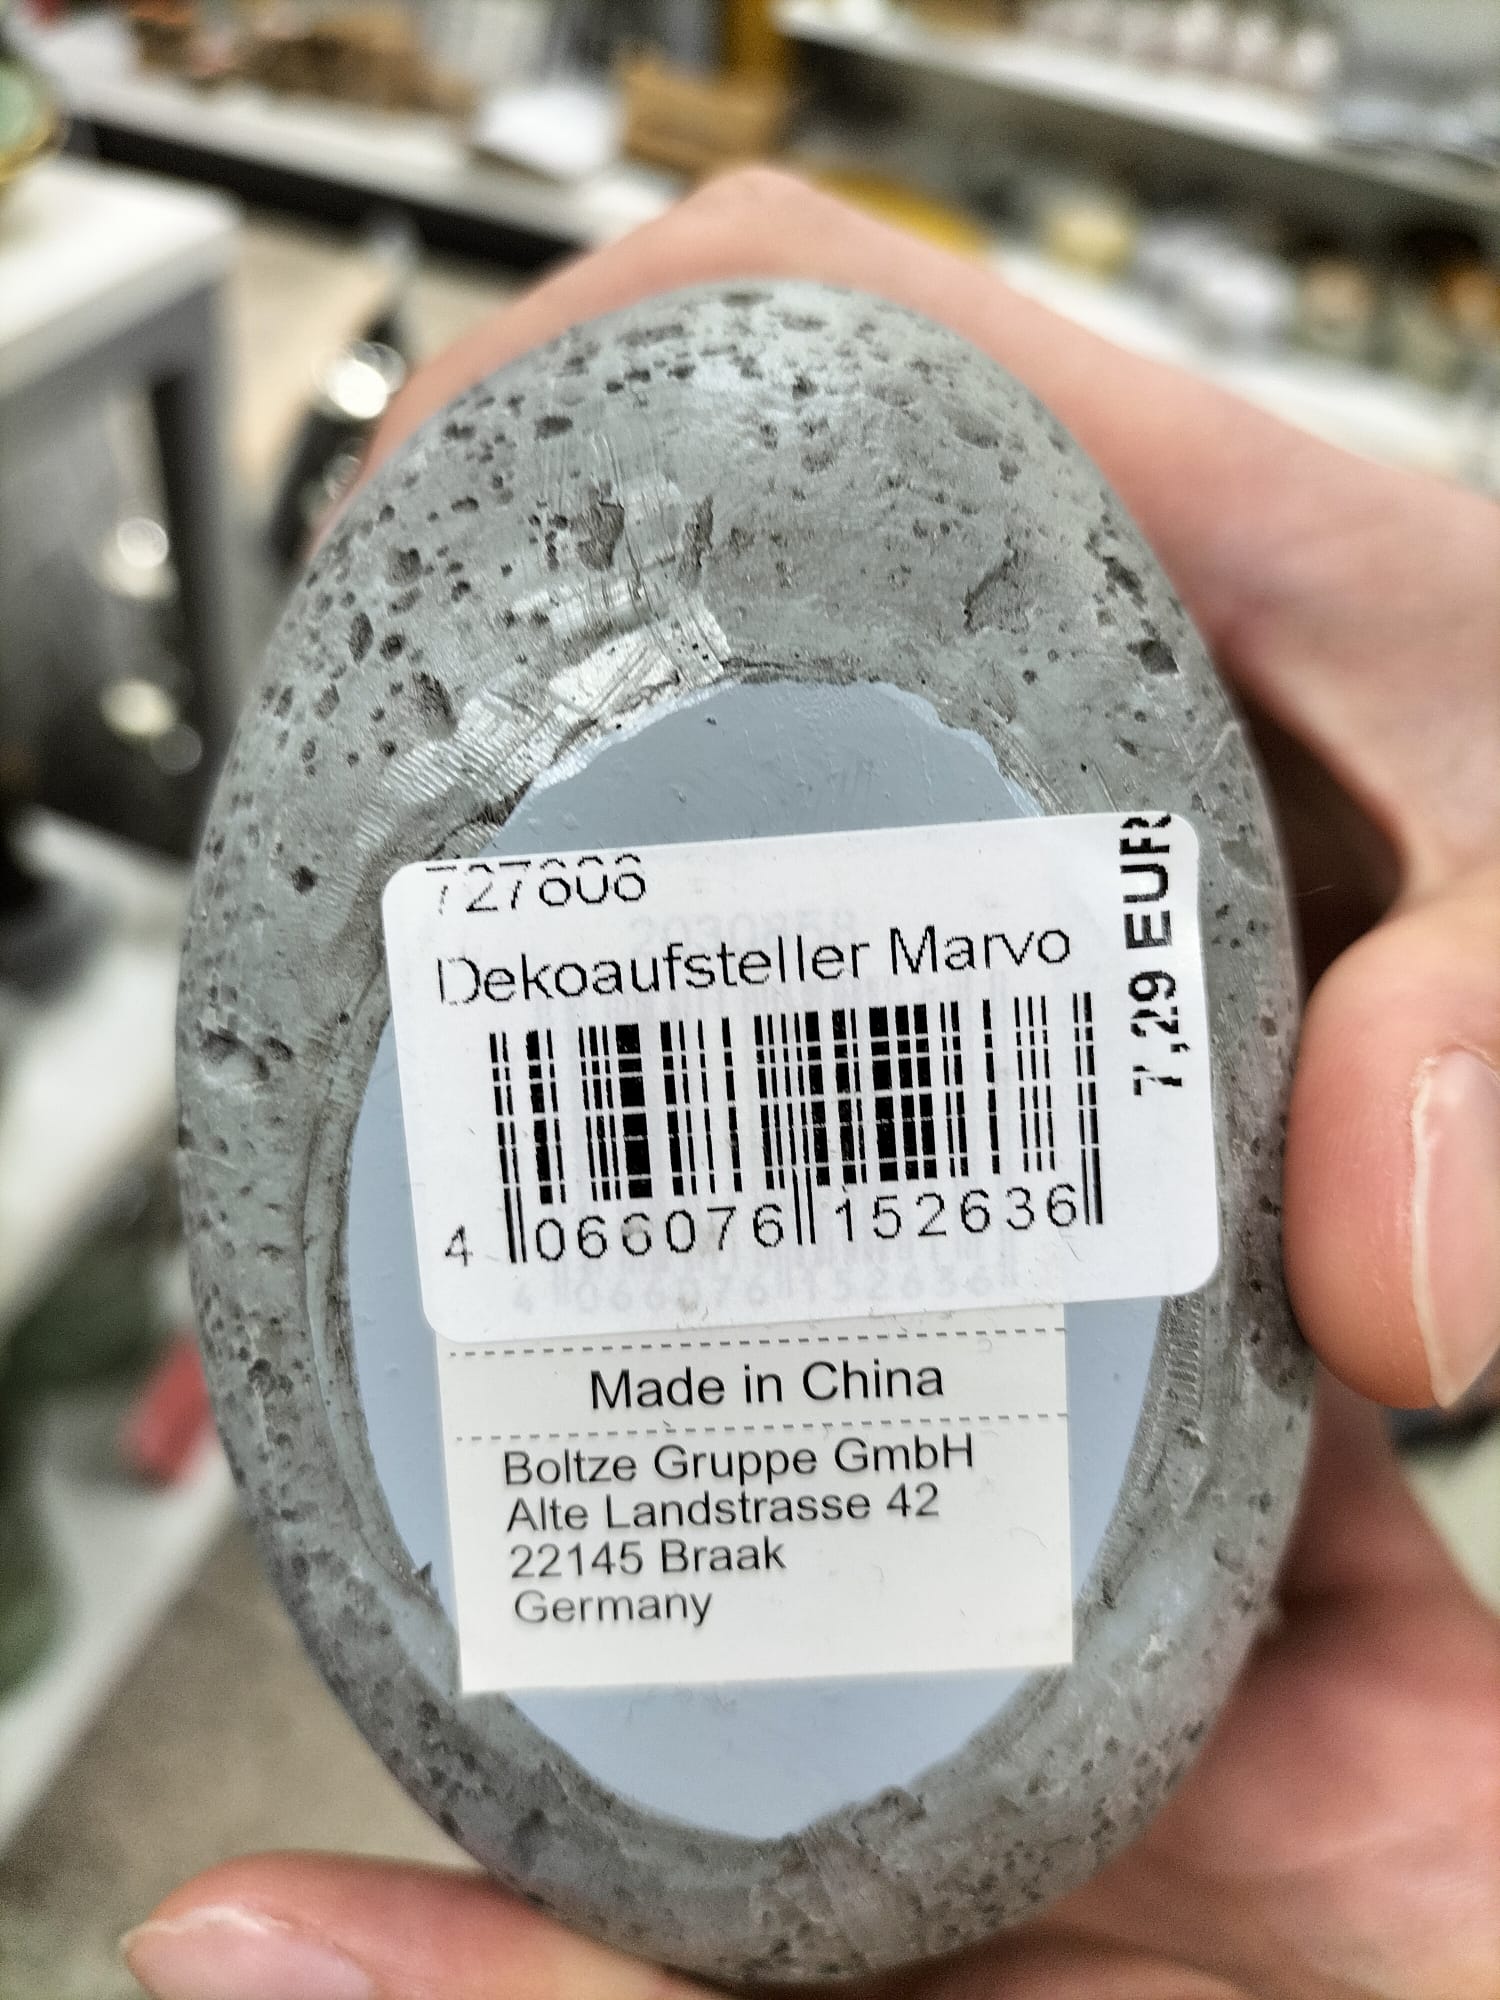 727606
Dekoaufsteller Marvo
7,29 EUR
4 066076 152636
Made in China
Boltze Gruppe GmbH
Alte Landstrasse 42
22145 Braak
Germany